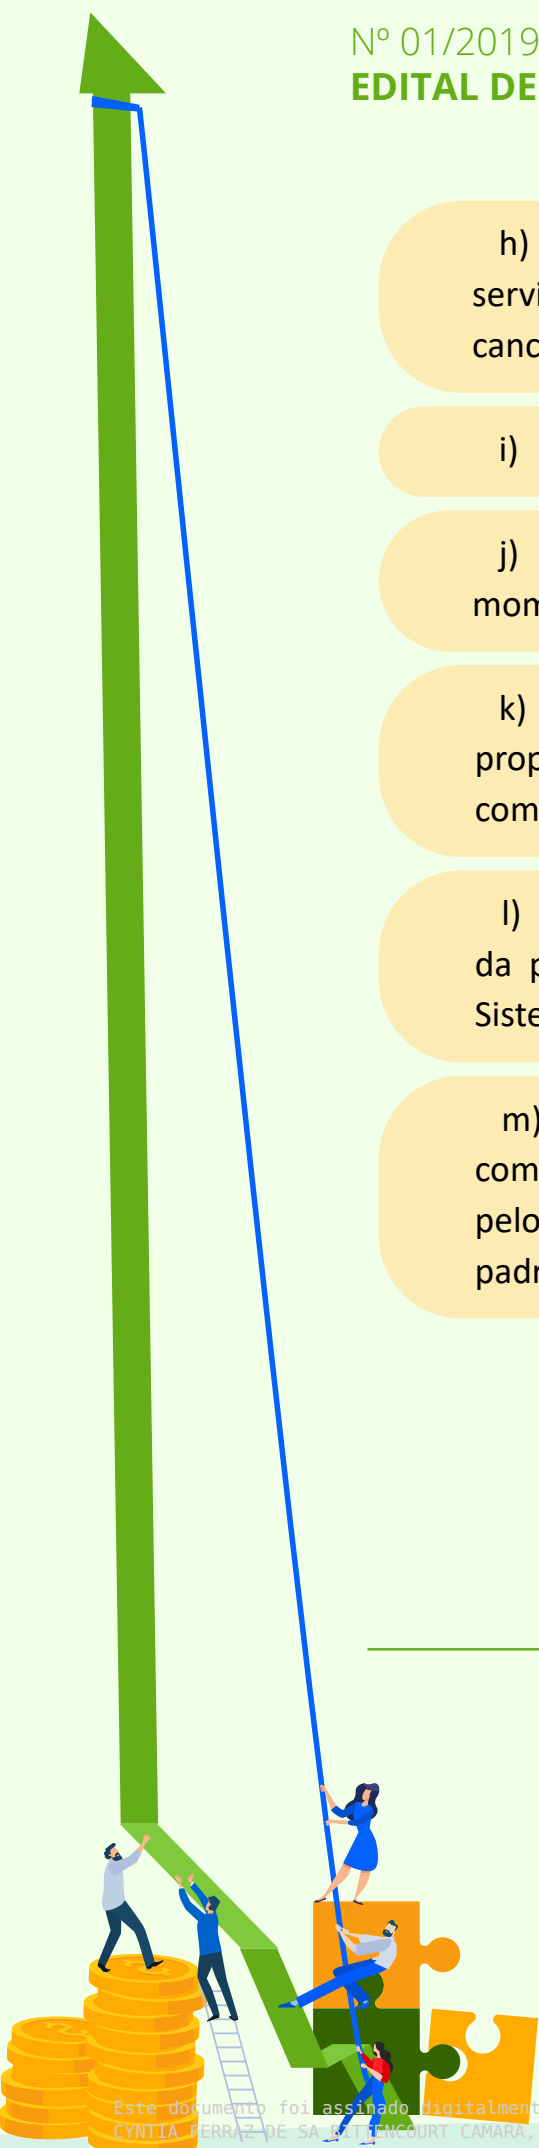 Nº 01/2019
EDITAL DE
h)
servi
canc
i)
j)
mom
k)
prop
com
l)
da p
Siste
m)
com
pelo
padr
Este documento foi assinado digitalment
CYNTIA FERRAZ DE SA BITTENCOURT CAMARA,